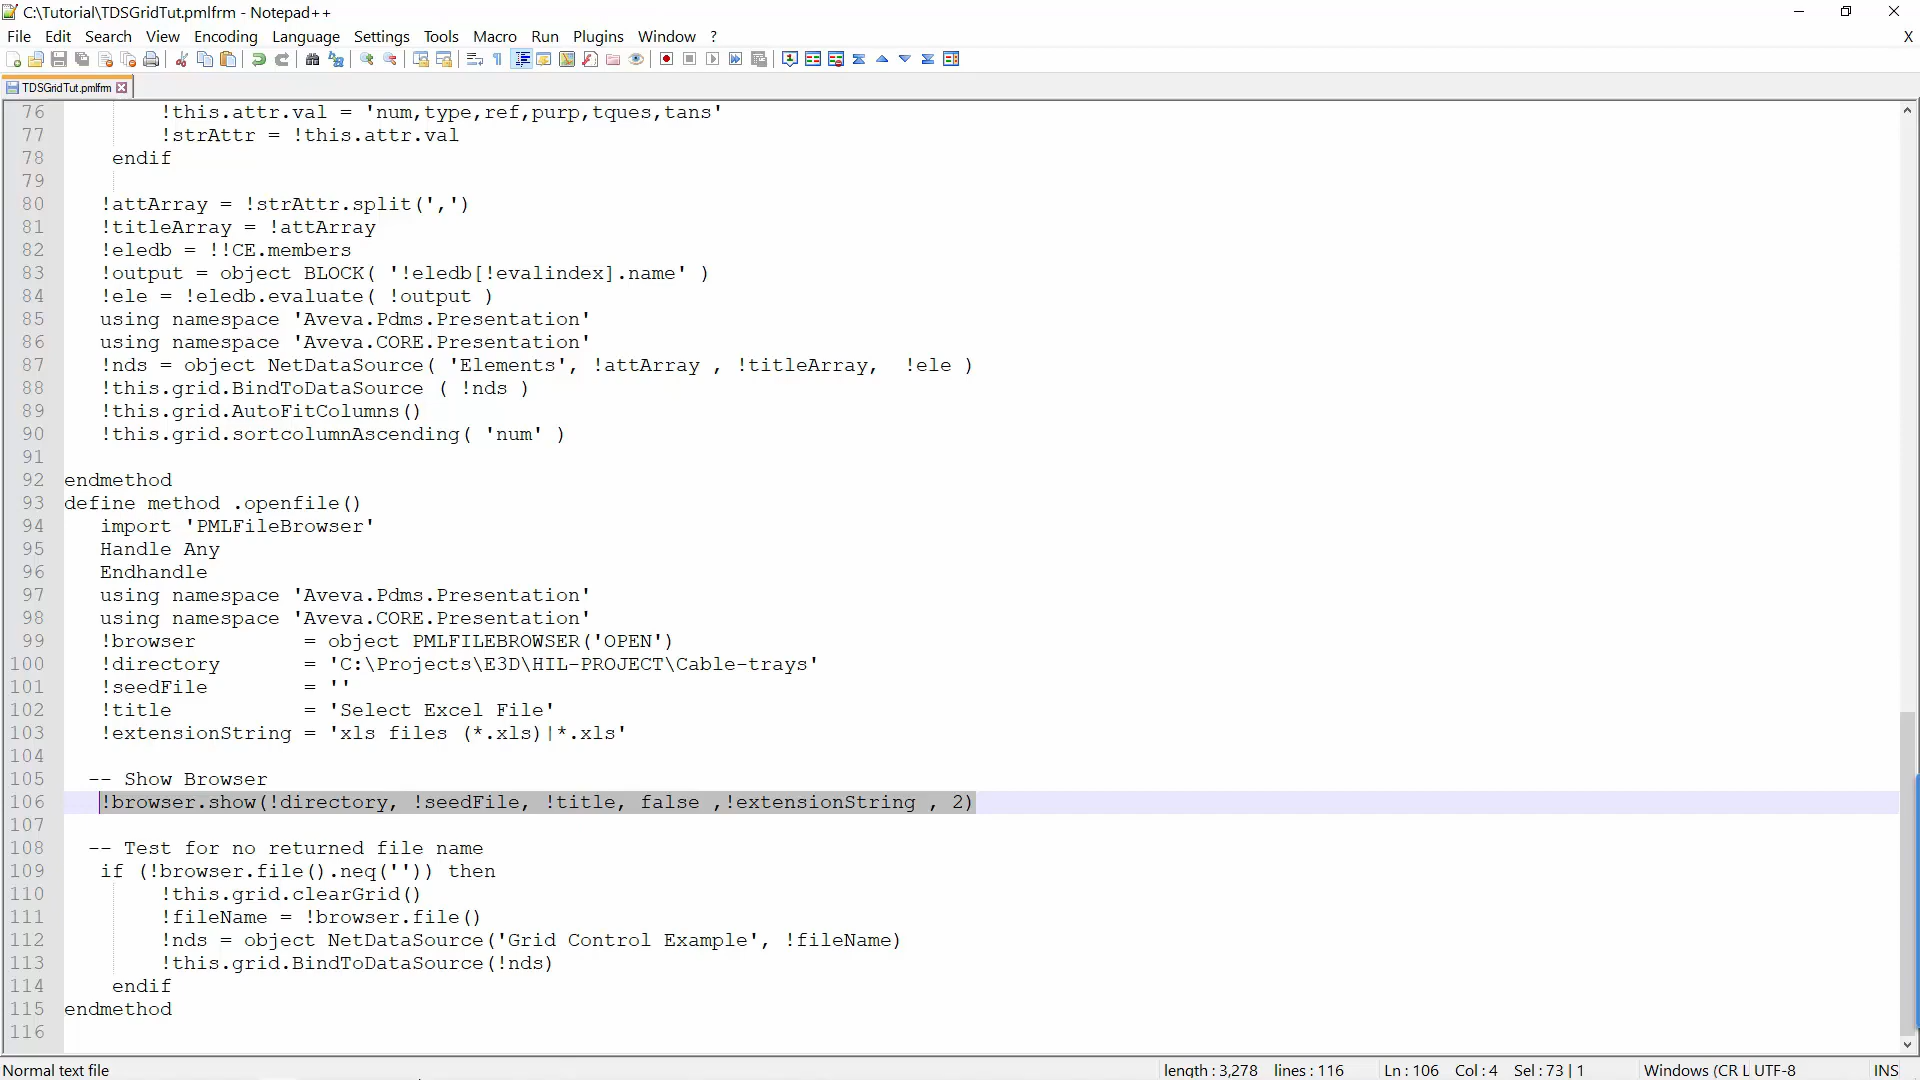 C:\Tutorial\TDSGridTut.pmlfrm - Notepad++
File Edit Search View Encoding Language Settings Tools Macro Run Plugins Window ? X
TDSGridTut.pmlfrm
76 !this.attr.val = 'num,type,ref,purp,tques,tans'
77 !strAttr = !this.attr.val
78 endif
79
80 !attArray = !strAttr.split(',')
81 !titleArray = !attArray
82 !eledb = !!CE.members
83 !output = object BLOCK( '!eledb[!evalindex].name' )
84 !ele = !eledb.evaluate( !output )
85 using namespace 'Aveva.Pdms.Presentation'
86 using namespace 'Aveva.CORE.Presentation'
87 !nds = object NetDataSource( 'Elements', !attArray , !titleArray, !ele )
88 !this.grid.BindToDataSource ( !nds )
89 !this.grid.AutoFitColumns()
90 !this.grid.sortcolumnAscending( 'num' )
91
92 endmethod
93 define method .openfile()
94 import 'PMLFileBrowser'
95 Handle Any
96 Endhandle
97 using namespace 'Aveva.Pdms.Presentation'
98 using namespace 'Aveva.CORE.Presentation'
99 !browser = object PMLFILEBROWSER('OPEN')
100 !directory = 'C:\Projects\E3D\HIL-PROJECT\Cable-trays'
101 !seedFile = ''
102 !title = 'Select Excel File'
103 !extensionString = 'xls files (*.xls)|*.xls'
104
105 -- Show Browser
106 !browser.show(!directory, !seedFile, !title, false ,!extensionString , 2)
107
108 -- Test for no returned file name
109 if (!browser.file().neq('')) then
110 !this.grid.clearGrid()
111 !fileName = !browser.file()
112 !nds = object NetDataSource('Grid Control Example', !fileName)
113 !this.grid.BindToDataSource(!nds)
114 endif
115 endmethod
116
Normal text file length : 3,278 lines : 116 Ln : 106 Col : 4 Sel : 73 | 1 Windows (CR L UTF-8 INS